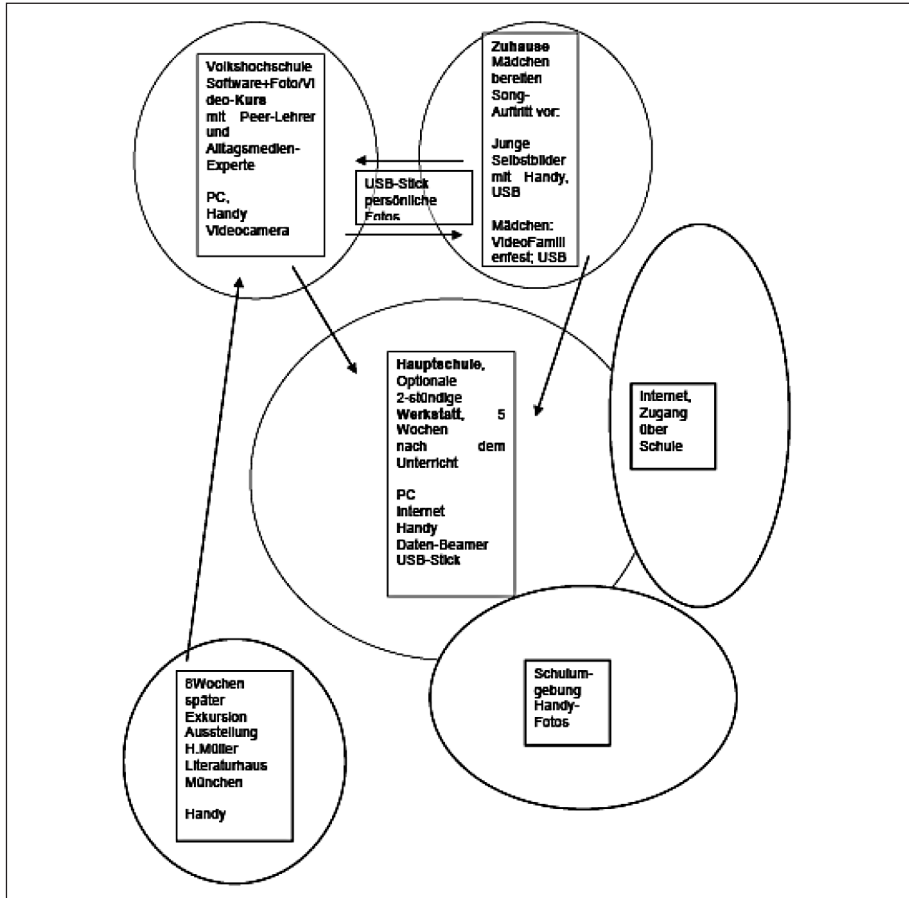 Volkshochschule
Software+Foto/Vi
deo-Kurs
mit Peer-Lehrer
und
Alltagsmedien-
Experte
PC,
Handy
Videocamera
USB-Stick
persönliche
Fotos
Zuhause
Mädchen
bereiten
Song-
Auftritt vor:
Junge
Selbstbilder
mit Handy,
USB
Mädchen:
VideoFamili
enfest; USB
Hauptschule,
Optionale
2-stündige
Werkstatt, 5
Wochen
nach dem
Unterricht
PC
Internet
Handy
Daten-Beamer
USB-Stick
Internet,
Zugang
über
Schule
Schulum-
gebung
Handy-
Fotos
8Wochen
später
Exkursion
Ausstellung
H.Müller
Literaturhaus
München
Handy